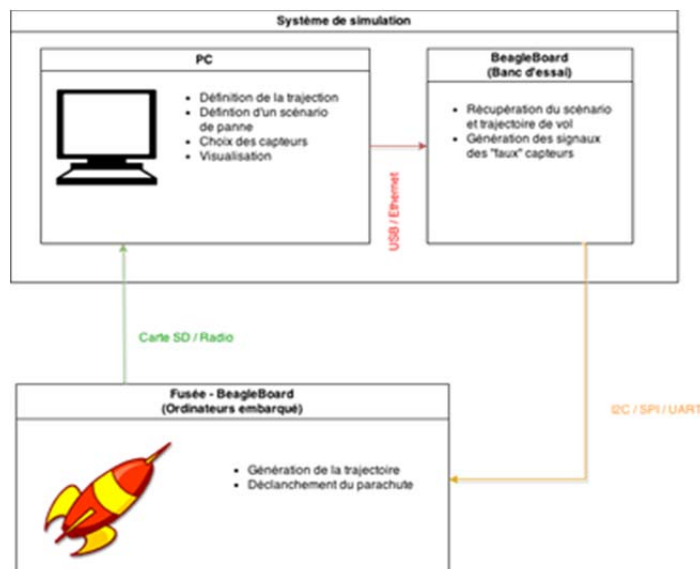 Système de simulation
PC
• Définition de la trajection
• Défintion d'un scénario
de panne
• Choix des capteurs
• Visualisation
BeagleBoard
(Banc d'essai)
• Récupération du scénario
et trajectoire de vol
• Génération des signaux
des "faux" capteurs
USB / Ethernet
Carte SD / Radio
I2C / SPI / UART
Fusée - BeagleBoard
(Ordinateurs embarqué)
• Génération de la trajectoire
• Déclanchement du parachute